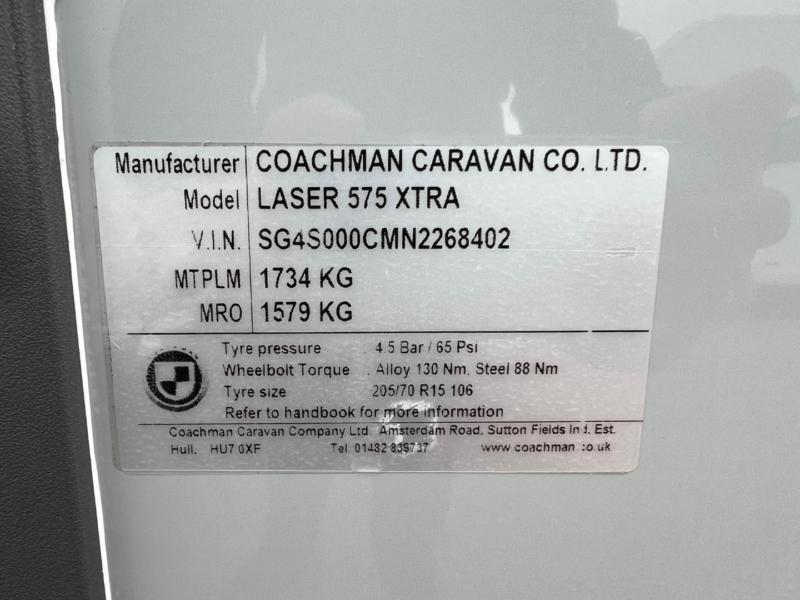 Manufacturer COACHMAN CARAVAN CO. LTD.
Model LASER 575 XTRA
V.I.N. SG4S000CMN2268402
MTPLM 1734 KG
MRO 1579 KG
Tyre pressure : 4.5 Bar / 65 Psi
Wheelbolt Torque : Alloy 130 Nm, Steel 88 Nm
Tyre size 205/70 R15 106
Refer to handbook for more information
Coachman Caravan Company Ltd. Amsterdam Road, Sutton Fields Ind. Est.
Hull. HU7 0XF Tel. 01482 839737 www.coachman.co.uk